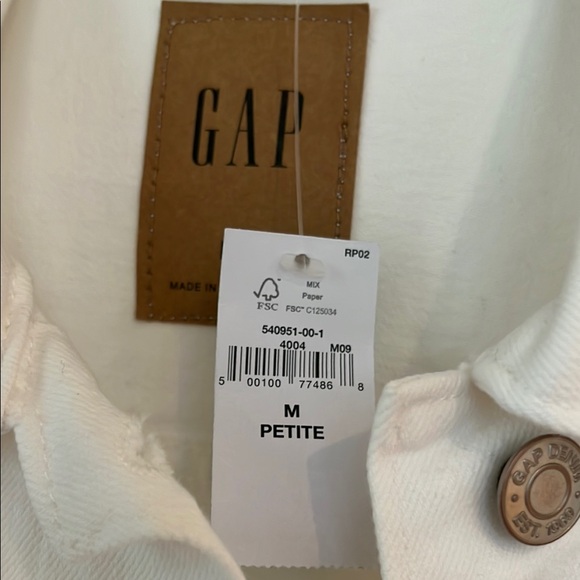 GAP
MADE IN
RP02
MIX
Paper
FSC
FSC™ C125034
540951-00-1
4004 M09
5 00100 77486 8
M
PETITE
GAP DENIM
EST. 1969